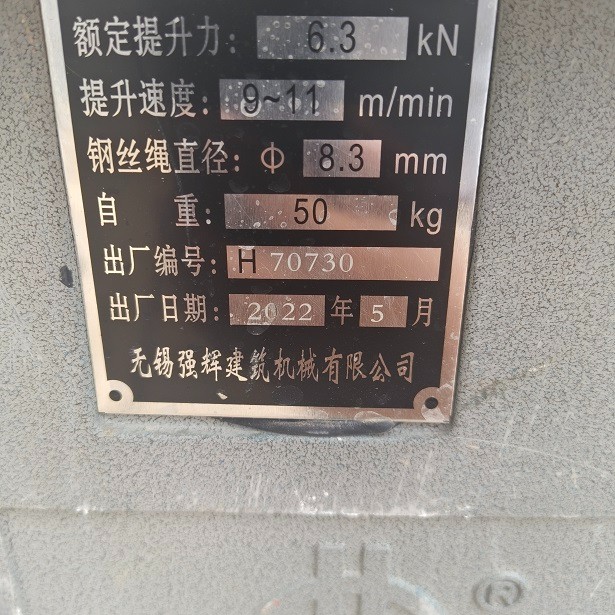 额定提升力: 6.3 kN
提升速度: 9~11 m/min
钢丝绳直径: Φ 8.3 mm
自 重: 50 kg
出厂编号: H 70730
出厂日期: 2022 年 5 月
无锡强辉建筑机械有限公司
®